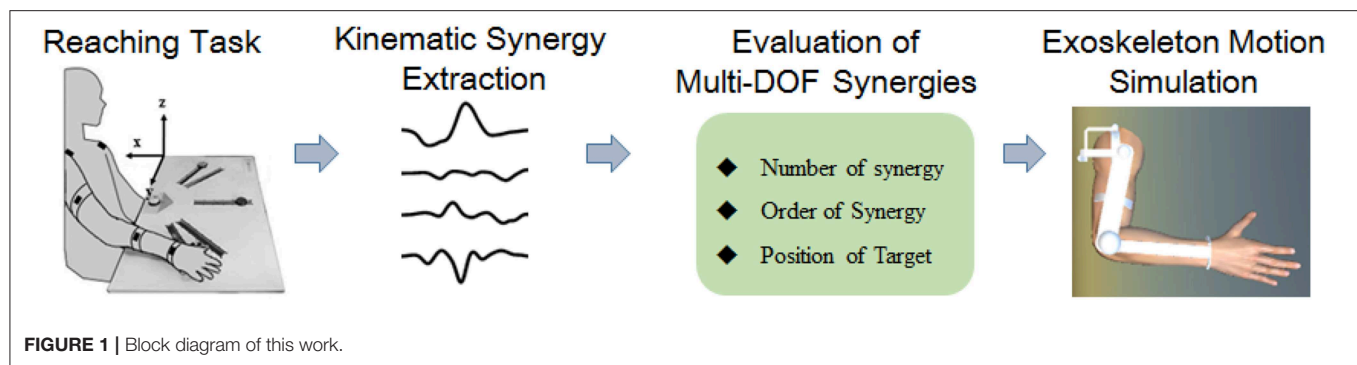 Reaching Task
Kinematic Synergy
Extraction
Evaluation of
Multi-DOF Synergies
Exoskeleton Motion
Simulation
z
x
◆ Number of synergy
◆ Order of Synergy
◆ Position of Target
FIGURE 1 | Block diagram of this work.